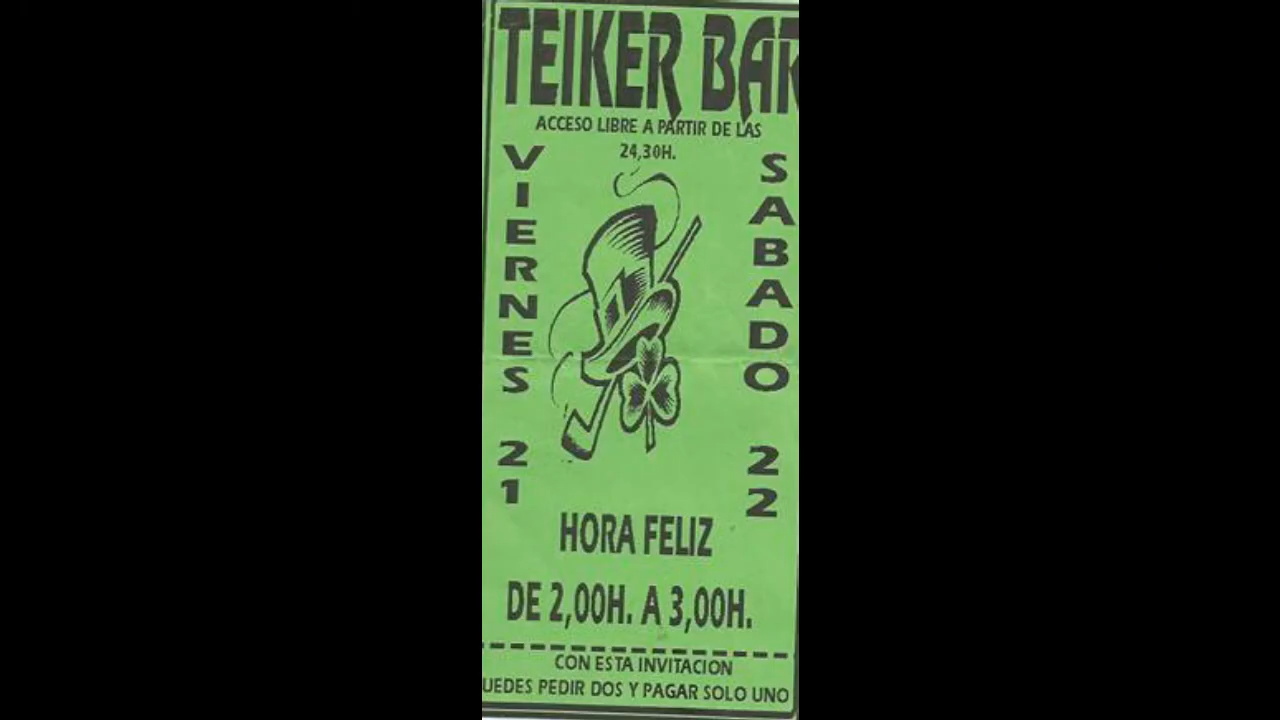 TEIKER BAR
ACCESO LIBRE A PARTIR DE LAS
24,30H.
VIERNES 21
SABADO 22
HORA FELIZ
DE 2,00H. A 3,00H.
CON ESTA INVITACION
UEDES PEDIR DOS Y PAGAR SOLO UNO